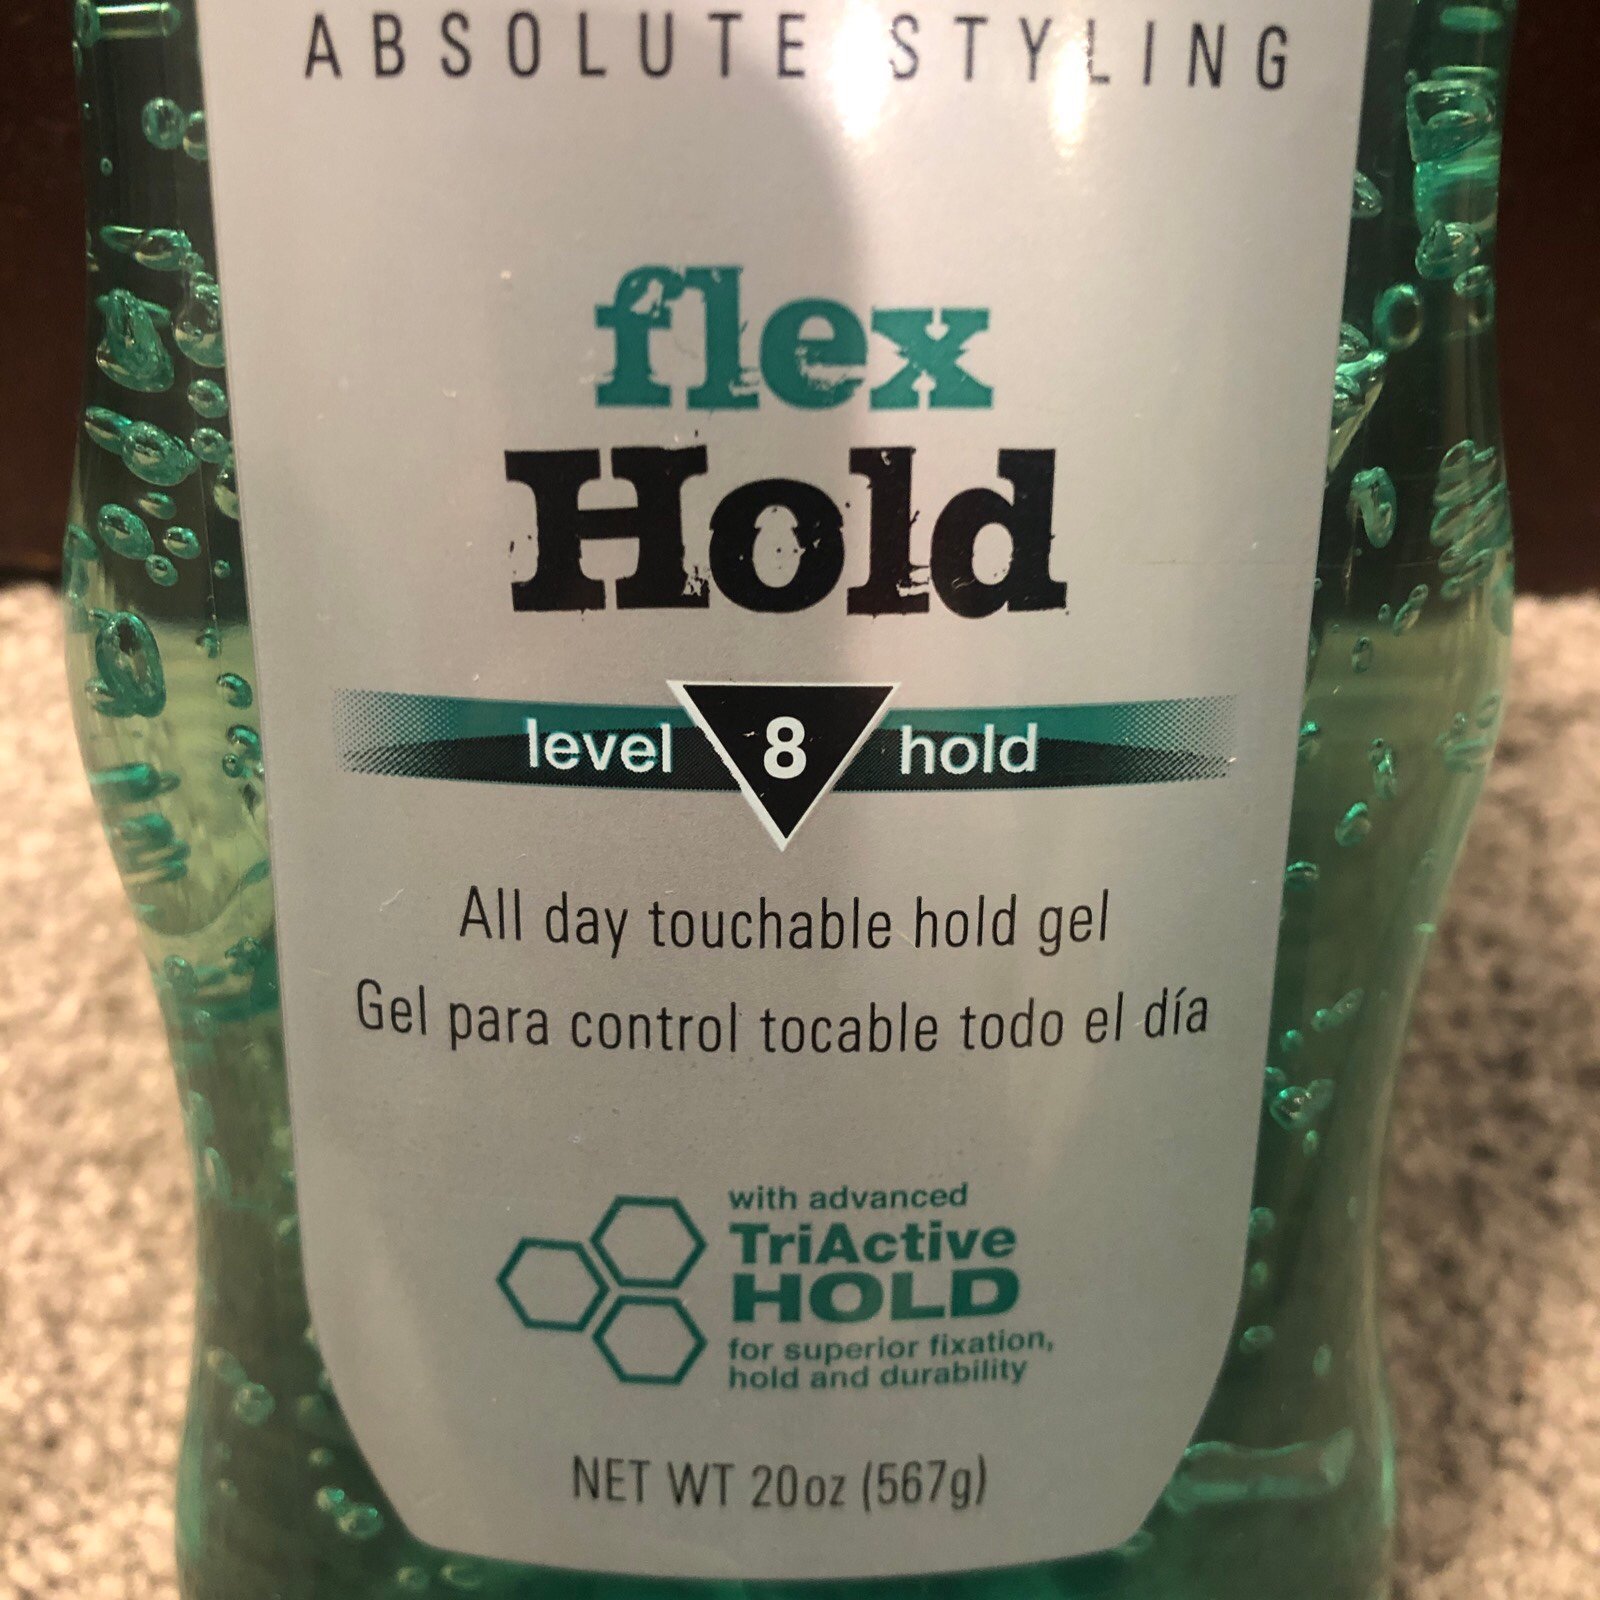 ABSOLUTE STYLING
flex
Hold
level 8 hold
All day touchable hold gel
Gel para control tocable todo el día
with advanced
TriActive
HOLD
for superior fixation,
hold and durability
NET WT 20oz (567g)